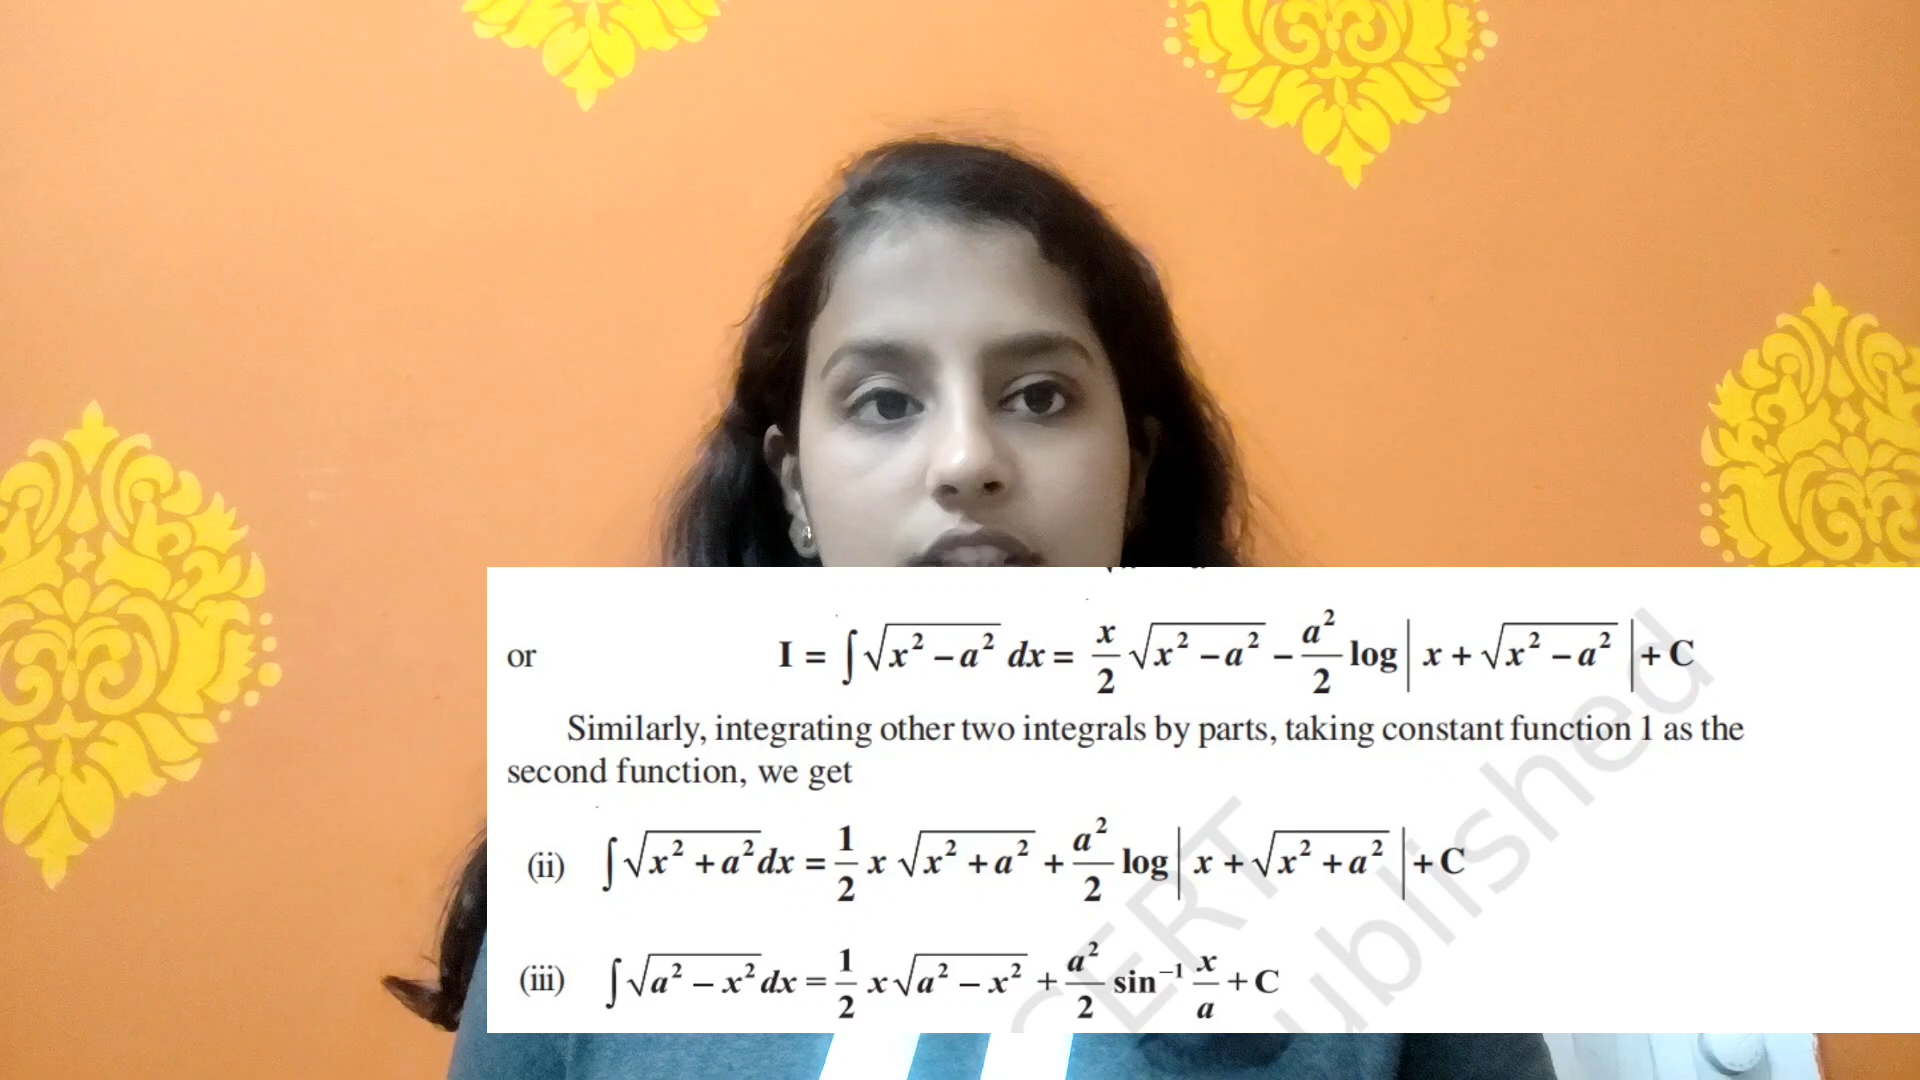 or I = ∫√(x² – a²) dx = x/2 √(x² – a²) – a²/2 log | x + √(x² – a²) | + C
Similarly, integrating other two integrals by parts, taking constant function 1 as the
second function, we get
(ii) ∫√(x² + a²) dx = 1/2 x √(x² + a²) + a²/2 log | x + √(x² + a²) | + C
(iii) ∫√(a² – x²) dx = 1/2 x √(a² – x²) + a²/2 sin⁻¹ x/a + C